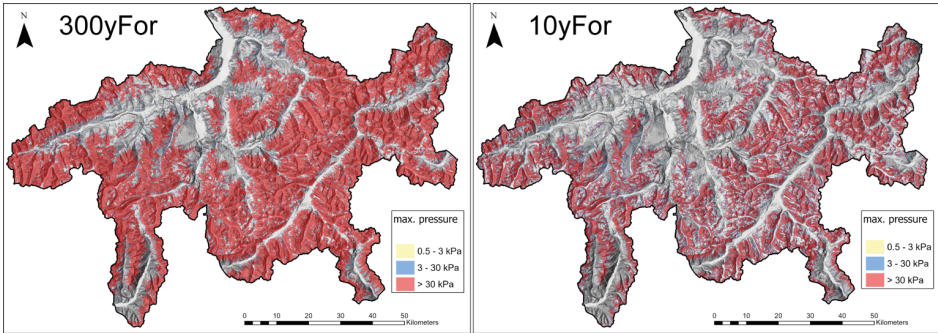 N
300yFor
max. pressure
0.5 - 3 kPa
3 - 30 kPa
> 30 kPa
0 5 10 20 30 40 50
Kilometers
N
10yFor
max. pressure
0.5 - 3 kPa
3 - 30 kPa
> 30 kPa
0 5 10 20 30 40 50
Kilometers